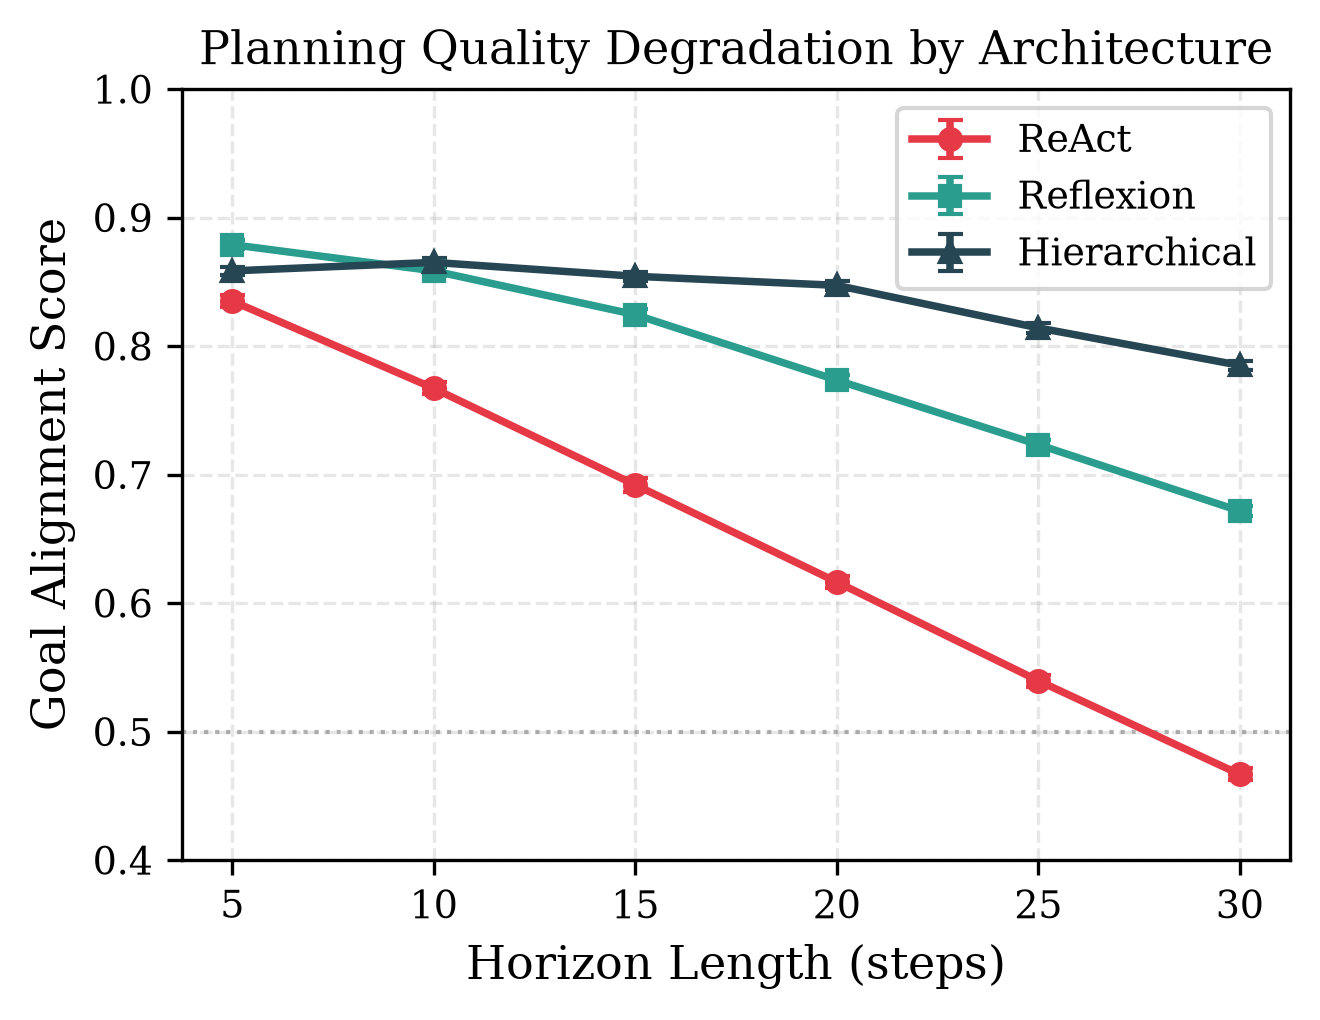 Planning Quality Degradation by Architecture
Goal Alignment Score
1.0
0.9
0.8
0.7
0.6
0.5
0.4
ReAct
Reflexion
Hierarchical
5 10 15 20 25 30
Horizon Length (steps)